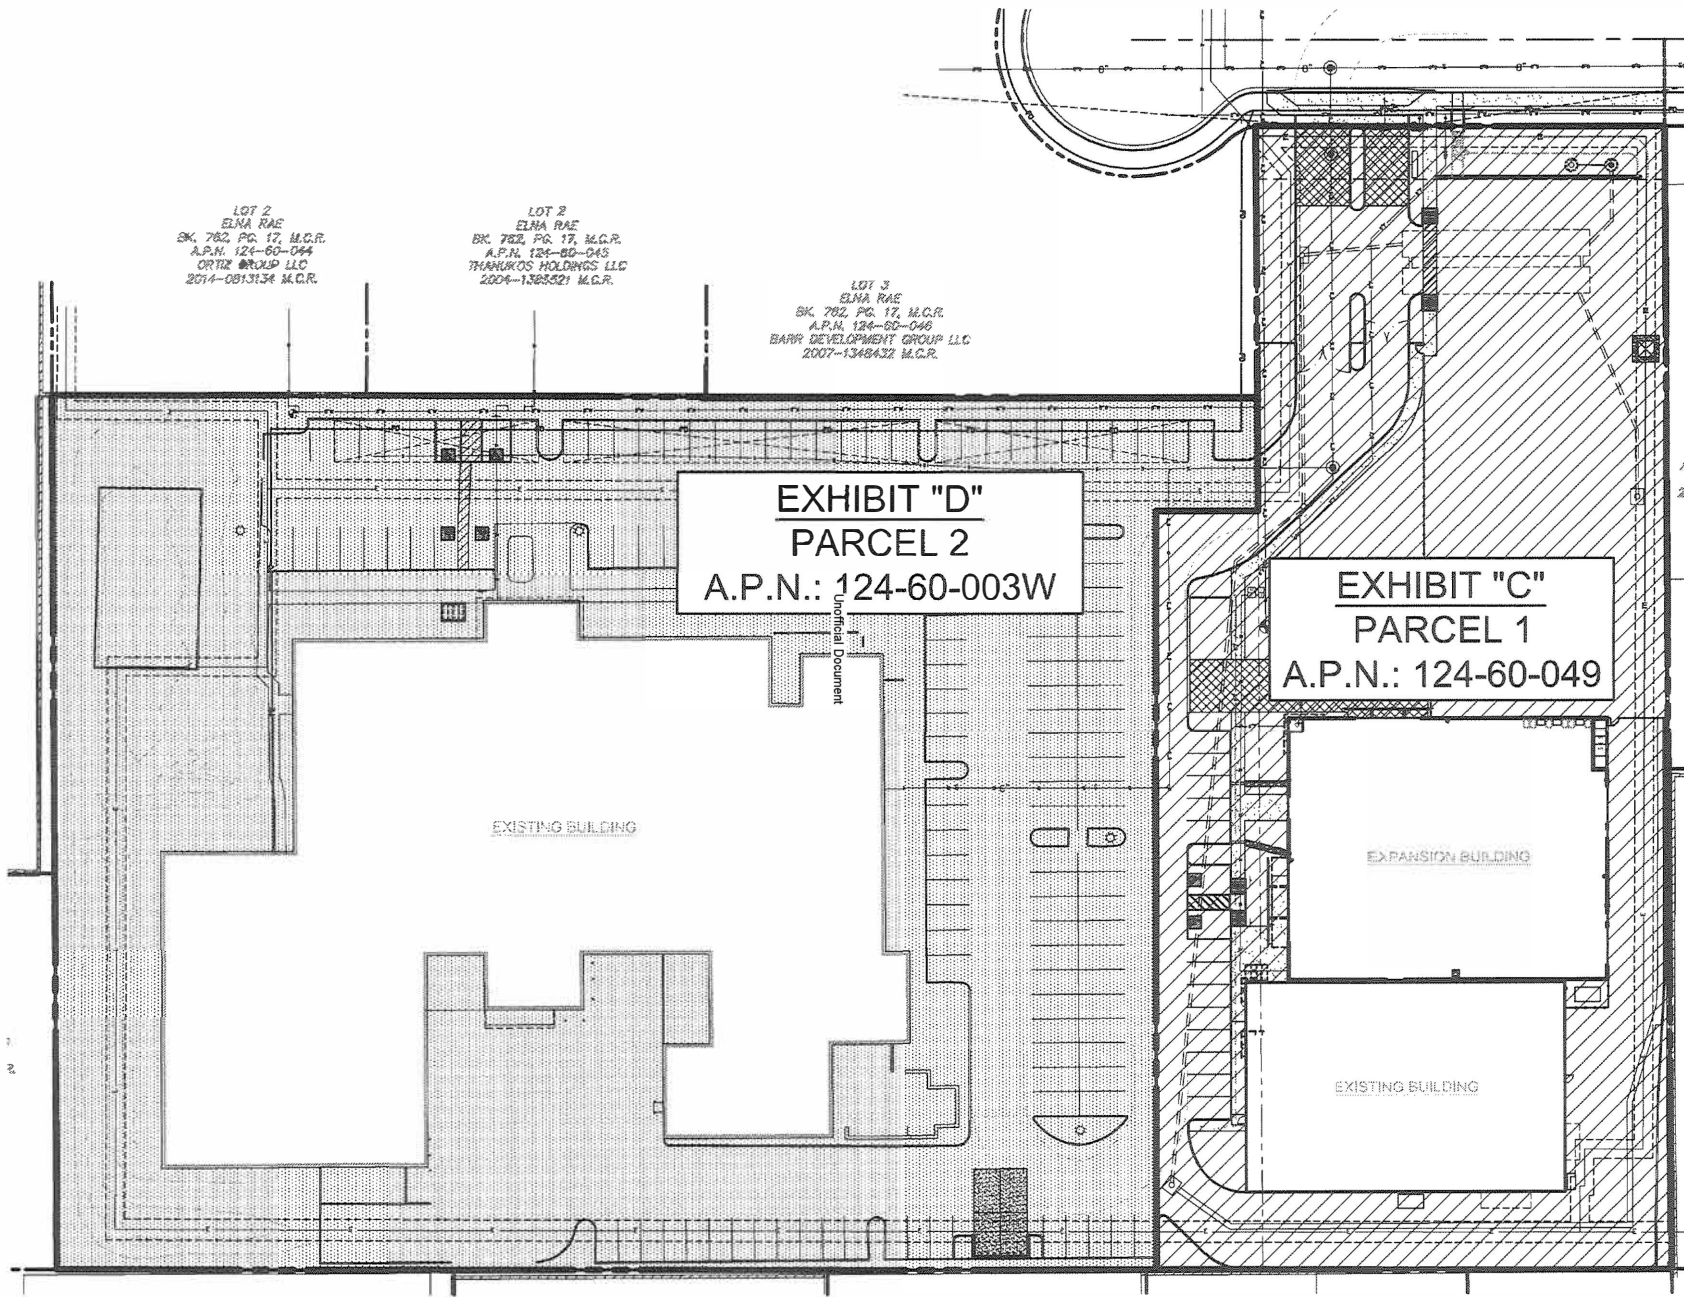 LOT 2
ELNA RAE
BK. 762, PG. 17, M.C.R.
A.P.N. 124-60-044
ORTIZ GROUP LLC
2014-0813134 M.C.R.
LOT 2
ELNA RAE
BK. 762, PG. 17, M.C.R.
A.P.N. 124-60-045
THANUKOS HOLDINGS LLC
2004-1385521 M.C.R.
LOT 3
ELNA RAE
BK. 762, PG. 17, M.C.R.
A.P.N. 124-60-046
BARR DEVELOPMENT GROUP LLC
2007-1348432 M.C.R.
EXHIBIT "D"
PARCEL 2
A.P.N.: 124-60-003W
Unofficial Document
EXHIBIT "C"
PARCEL 1
A.P.N.: 124-60-049
EXISTING BUILDING
EXPANSION BUILDING
EXISTING BUILDING